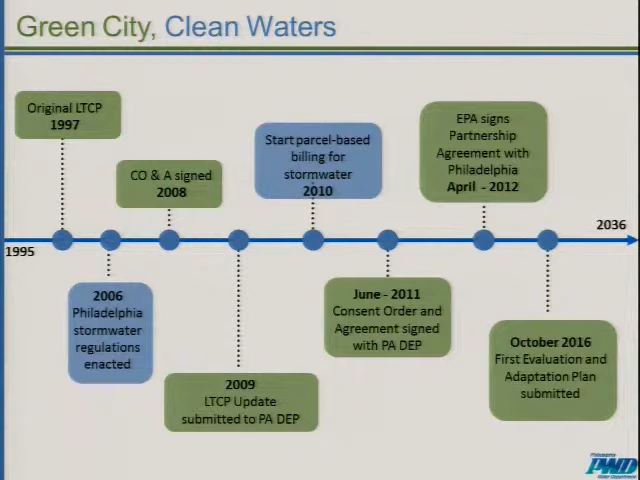 Green City, Clean Waters
Original LTCP
1997
CO & A signed
2008
Start parcel-based
billing for
stormwater
2010
EPA signs
Partnership
Agreement with
Philadelphia
April - 2012
1995
2036
2006
Philadelphia
stormwater
regulations
enacted
2009
LTCP Update
submitted to PA DEP
June - 2011
Consent Order and
Agreement signed
with PA DEP
October 2016
First Evaluation and
Adaptation Plan
submitted
Philadelphia
PWD
Water Department